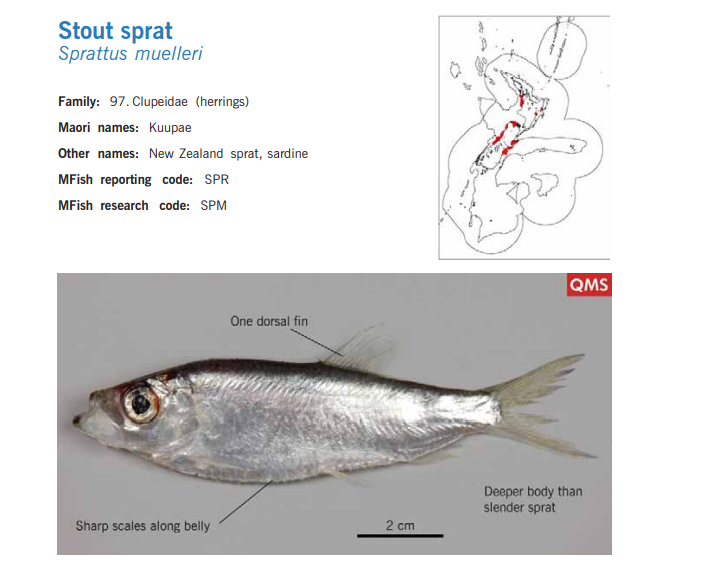 Stout sprat
Sprattus muelleri
Family: 97. Clupeidae (herrings)
Maori names: Kuupae
Other names: New Zealand sprat, sardine
MFish reporting code: SPR
MFish research code: SPM
QMS
One dorsal fin
Deeper body than
slender sprat
Sharp scales along belly
2 cm